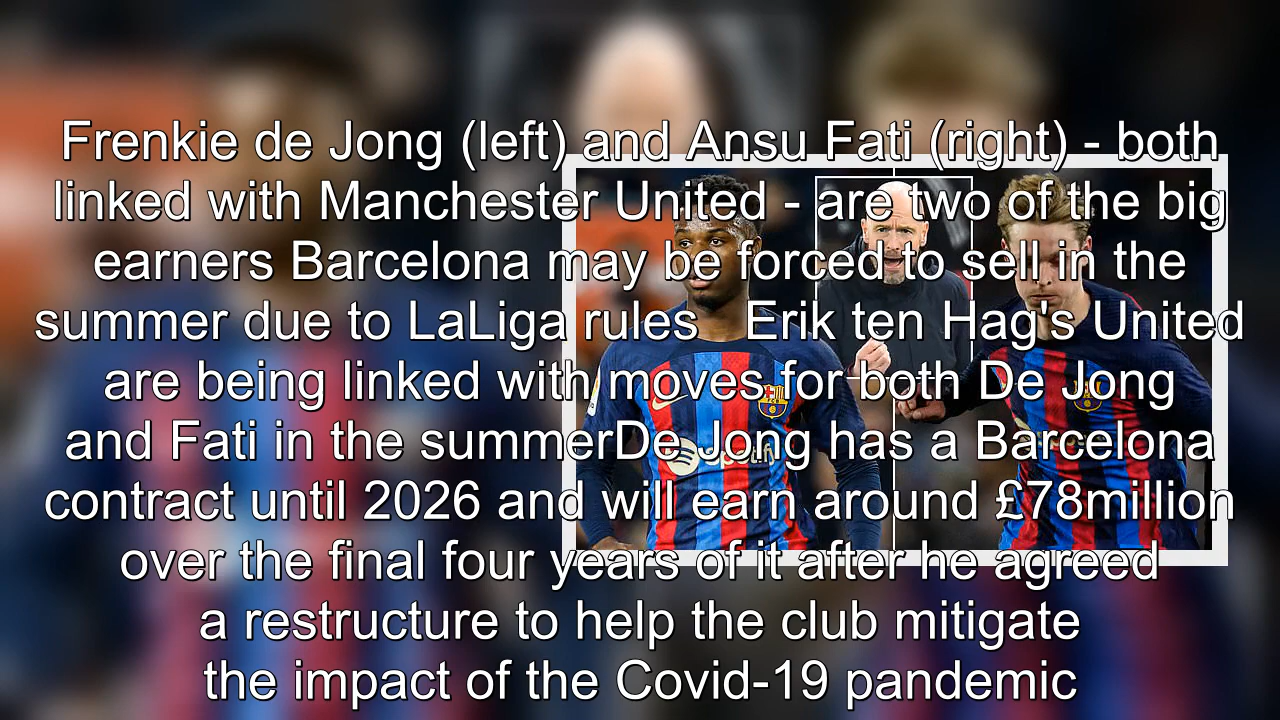 Frenkie de Jong (left) and Ansu Fati (right) - both
linked with Manchester United - are two of the big
earners Barcelona may be forced to sell in the
summer due to LaLiga rules   Erik ten Hag's United
are being linked with moves for both De Jong
and Fati in the summerDe Jong has a Barcelona
contract until 2026 and will earn around £78million
over the final four years of it after he agreed
a restructure to help the club mitigate
the impact of the Covid-19 pandemic